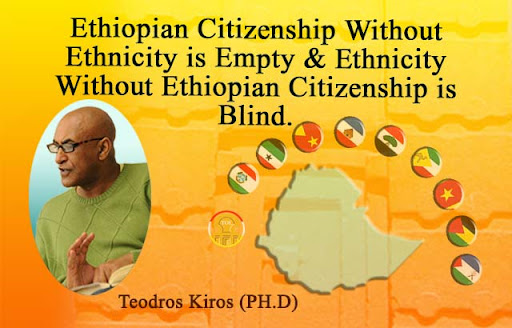 Ethiopian Citizenship Without
Ethnicity is Empty & Ethnicity
Without Ethiopian Citizenship is
Blind.
Teodros Kiros (PH.D)